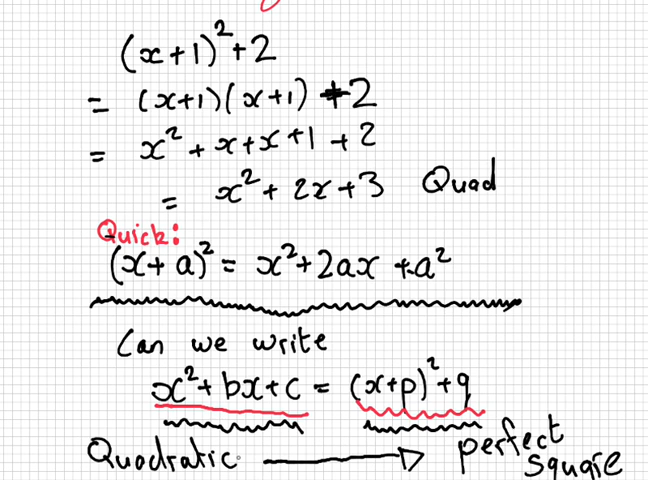 (x+1)²+2
= (x+1)(x+1) +2
= x² + x+x+1 + 2
= x² + 2x+3 Quad
Quick:
(x+a)² = x²+2ax +a²
Can we write
x²+bx+c = (x+p)²+q
Quadratic → perfect
square